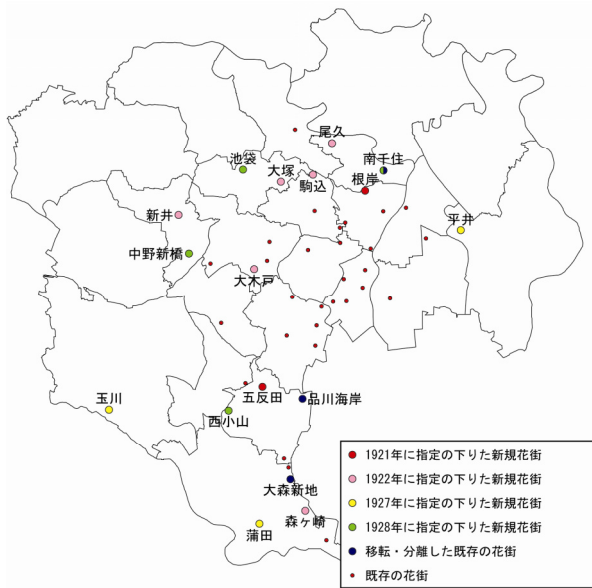 尾久
池袋
南千住
大塚
駒込
根岸
新井
平井
中野新橋
大木戸
玉川
五反田
品川海岸
西小山
大森新地
森ヶ崎
蒲田
1921年に指定の下りた新規花街
1922年に指定の下りた新規花街
1927年に指定の下りた新規花街
1928年に指定の下りた新規花街
移転・分離した既存の花街
既存の花街